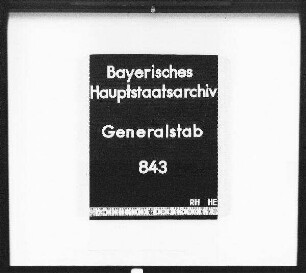 Bayerisches
Hauptstaatsarchiv
Generalstab
843
RH HE